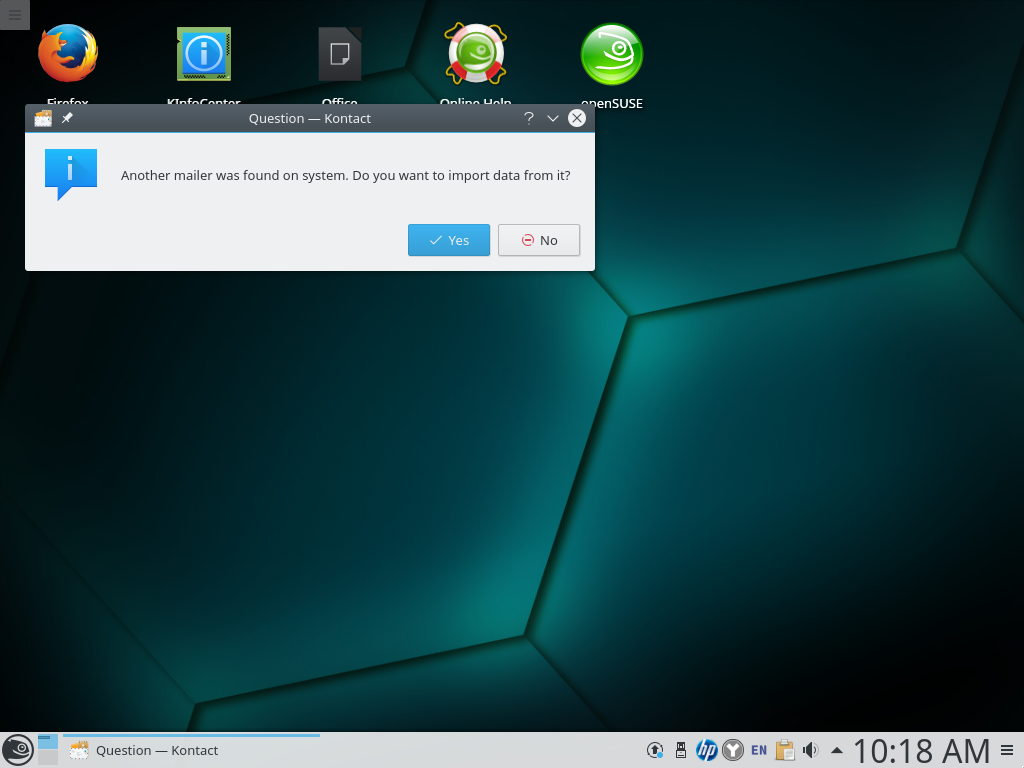 Firefox
KInfoCenter
Office
Online Help
openSUSE
Question — Kontact
Another mailer was found on system. Do you want to import data from it?
Yes
No
Question — Kontact
hp
EN
10:18 AM